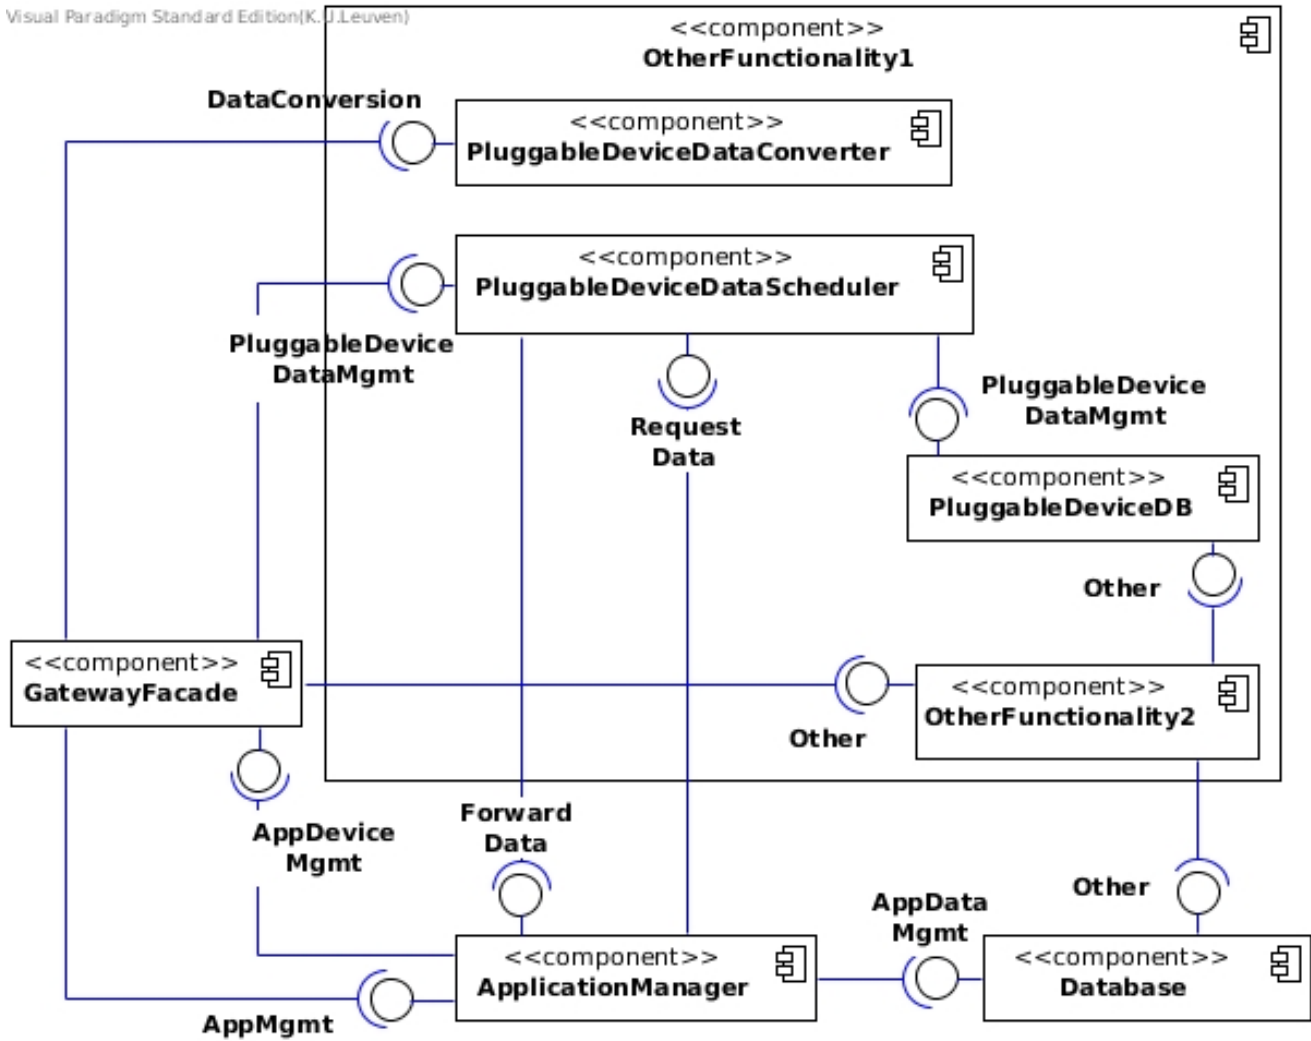 Visual Paradigm Standard Edition(K.U.Leuven)
<<component>>
OtherFunctionality1
DataConversion
<<component>>
PluggableDeviceDataConverter
<<component>>
PluggableDeviceDataScheduler
PluggableDevice
DataMgmt
Request
Data
PluggableDevice
DataMgmt
<<component>>
PluggableDeviceDB
Other
<<component>>
GatewayFacade
<<component>>
OtherFunctionality2
Other
Forward
Data
AppDevice
Mgmt
Other
AppData
Mgmt
<<component>>
ApplicationManager
<<component>>
Database
AppMgmt